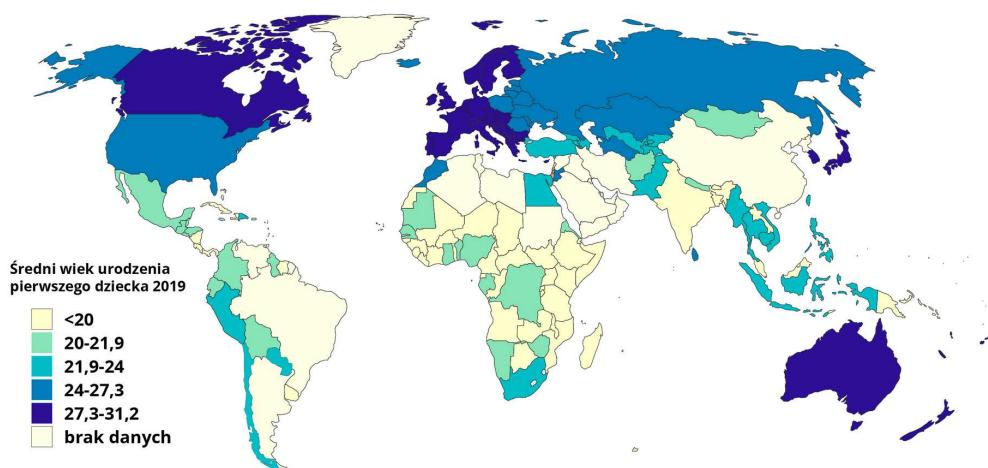 Średni wiek urodzenia
pierwszego dziecka 2019
<20
20-21,9
21,9-24
24-27,3
27,3-31,2
brak danych